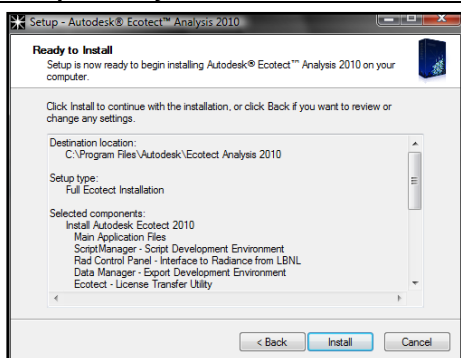 Setup - Autodesk® Ecotect™ Analysis 2010
Ready to Install
Setup is now ready to begin installing Autodesk® Ecotect™ Analysis 2010 on your
computer.
Click Install to continue with the installation, or click Back if you want to review or
change any settings.
Destination location:
C:\Program Files\Autodesk\Ecotect Analysis 2010
Setup type:
Full Ecotect Installation
Selected components:
Install Autodesk Ecotect 2010
Main Application Files
ScriptManager - Script Development Environment
Rad Control Panel - Interface to Radiance from LBNL
Data Manager - Export Development Environment
Ecotect - License Transfer Utility
< Back
Install
Cancel